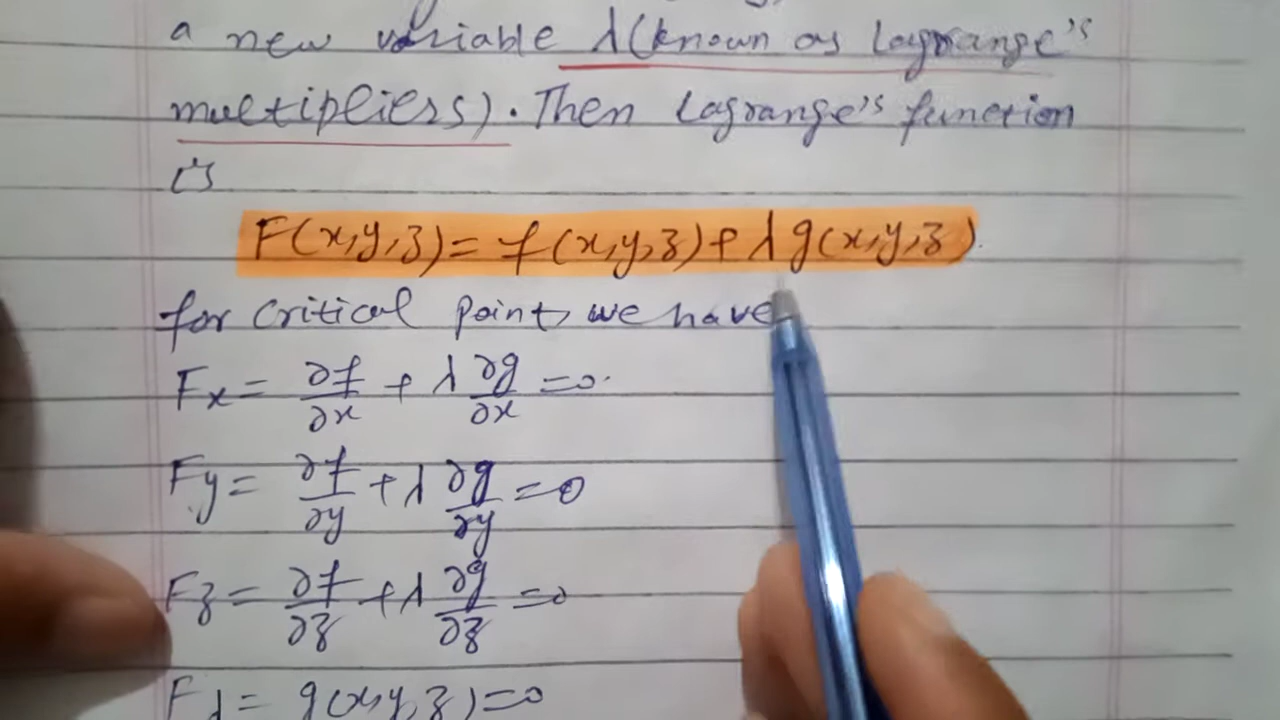 a new variable λ(known as Lagrange's
multipliers). Then Lagrange's function
is
F(x,y,z) = f(x,y,z) + λ g(x,y,z).
for critical point, we have
Fx = ∂f/∂x + λ ∂g/∂x = 0.
Fy = ∂f/∂y + λ ∂g/∂y = 0
Fz = ∂f/∂z + λ ∂g/∂z = 0
Fλ = g(x,y,z) = 0